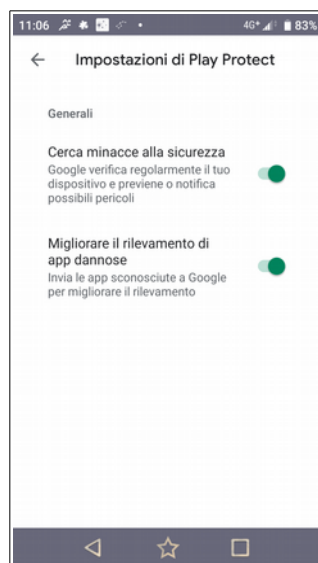 11:06 4G+ 83%
Impostazioni di Play Protect
Generali
Cerca minacce alla sicurezza
Google verifica regolarmente il tuo
dispositivo e previene o notifica
possibili pericoli
Migliorare il rilevamento di
app dannose
Invia le app sconosciute a Google
per migliorare il rilevamento